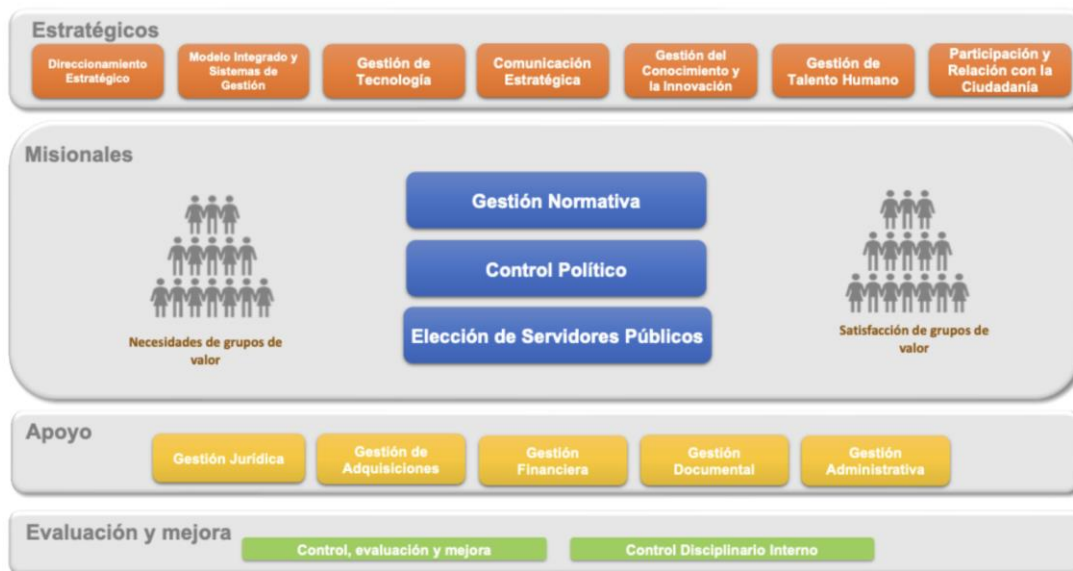 Estratégicos
Direccionamiento
Estratégico
Modelo Integrado y
Sistemas de
Gestión
Gestión de
Tecnología
Comunicación
Estratégica
Gestión del
Conocimiento y
la Innovación
Gestión de
Talento Humano
Participación y
Relación con la
Ciudadanía
Misionales
Necesidades de grupos de
valor
Gestión Normativa
Control Político
Elección de Servidores Públicos
Satisfacción de grupos de
valor
Apoyo
Gestión Jurídica
Gestión de
Adquisiciones
Gestión
Financiera
Gestión
Documental
Gestión
Administrativa
Evaluación y mejora
Control, evaluación y mejora
Control Disciplinario Interno